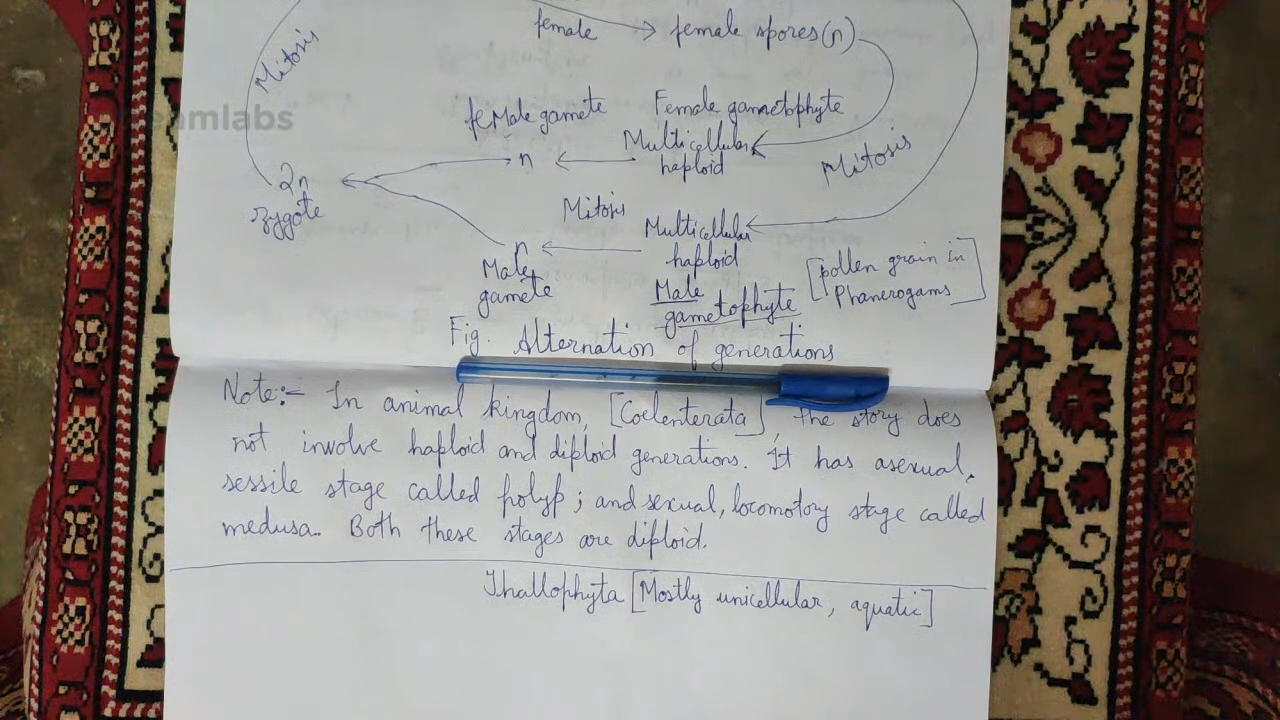 Mitosis
female → female spores (n)
female gamete Female gametophyte
amlabs
n ← Multicellular haploid
Mitosis
2n
zygote
Mitosis
n ← Multicellular
haploid
Male
gamete
Male
gametophyte
[pollen grain in
Phanerogams]
Fig. Alternation of generations
Note:- In animal kingdom, [Coelenterata], the story does
not involve haploid and diploid generations. It has asexual,
sessile stage called polyp; and sexual, locomotory stage called
medusa. Both these stages are diploid.
Thallophyta [Mostly unicellular, aquatic]